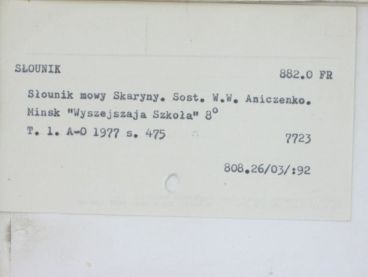 SŁOUNIK 882.0 FR
Słounik mowy Skaryny. Sost. W.W. Aniczenko.
Minsk "Wyszejszaja Szkoła" 8°
T. 1. A-O 1977 s. 475 7723
808.26/03/:92